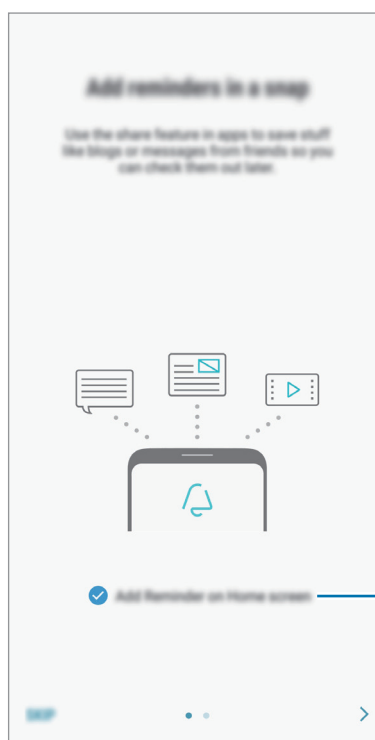 Add reminders in a snap
Use the share feature in apps to save stuff
like blogs or messages from friends so you
can check them out later.
Add Reminder on Home screen
SKIP